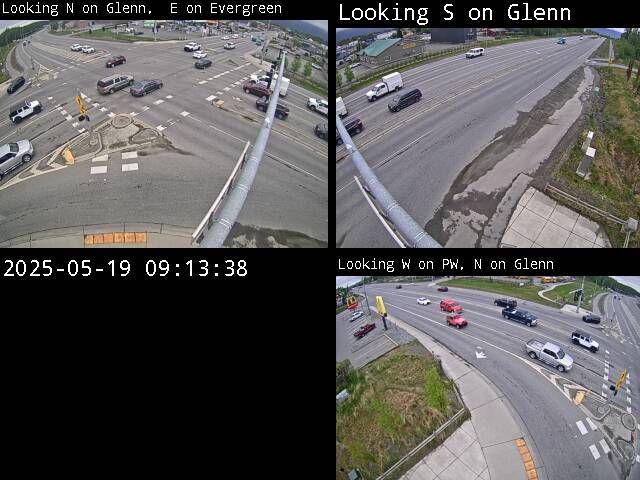 Looking N on Glenn, E on Evergreen
Looking S on Glenn
2025-05-19 09:13:38
Looking W on PW, N on Glenn